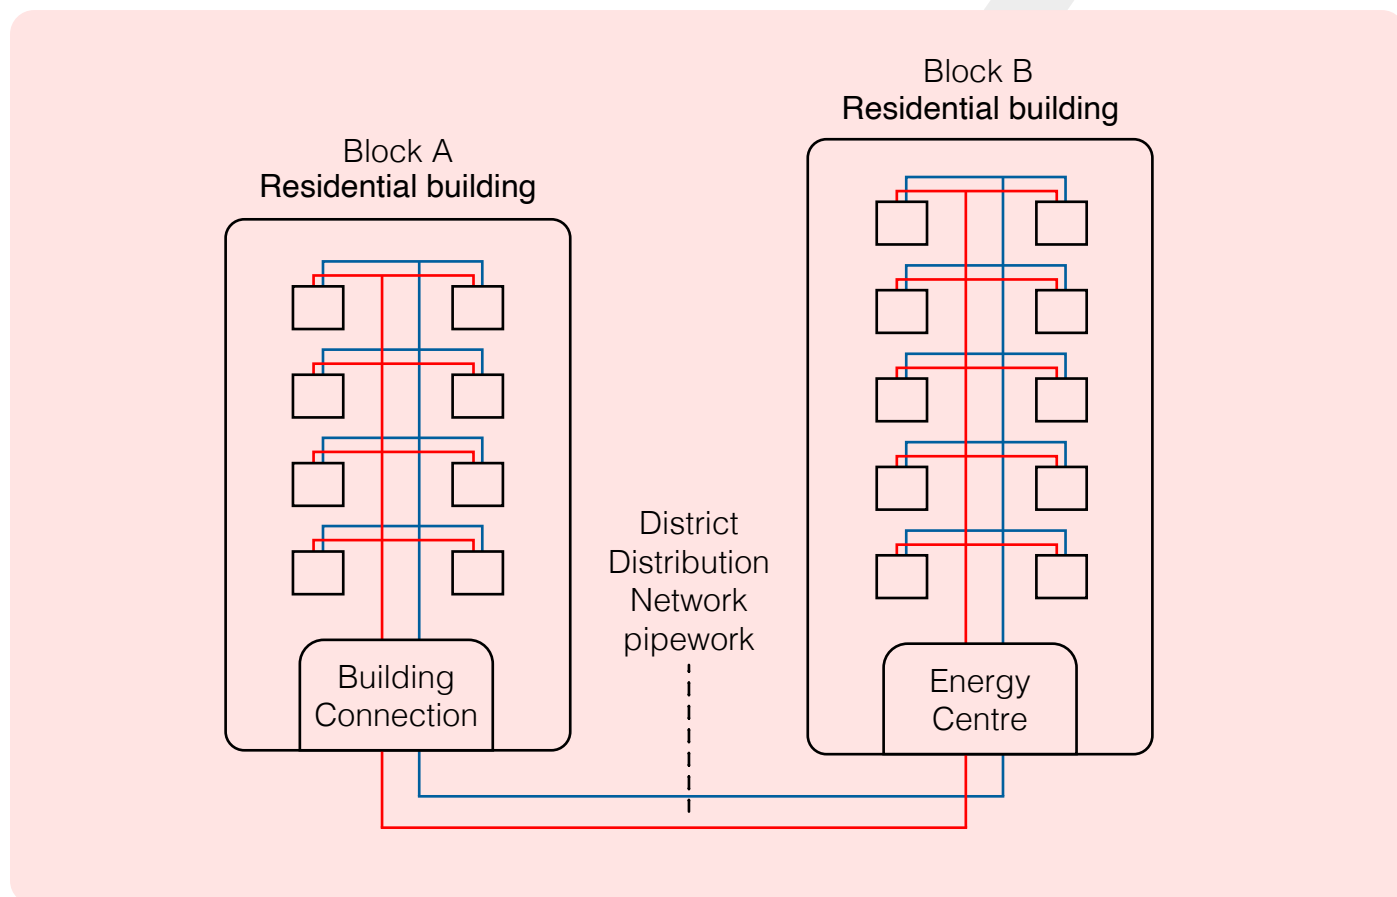 Block B
Residential building
Block A
Residential building
District
Distribution
Network
pipework
Building
Connection
Energy
Centre